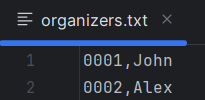 organizers.txt
1 0001,John
2 0002,Alex